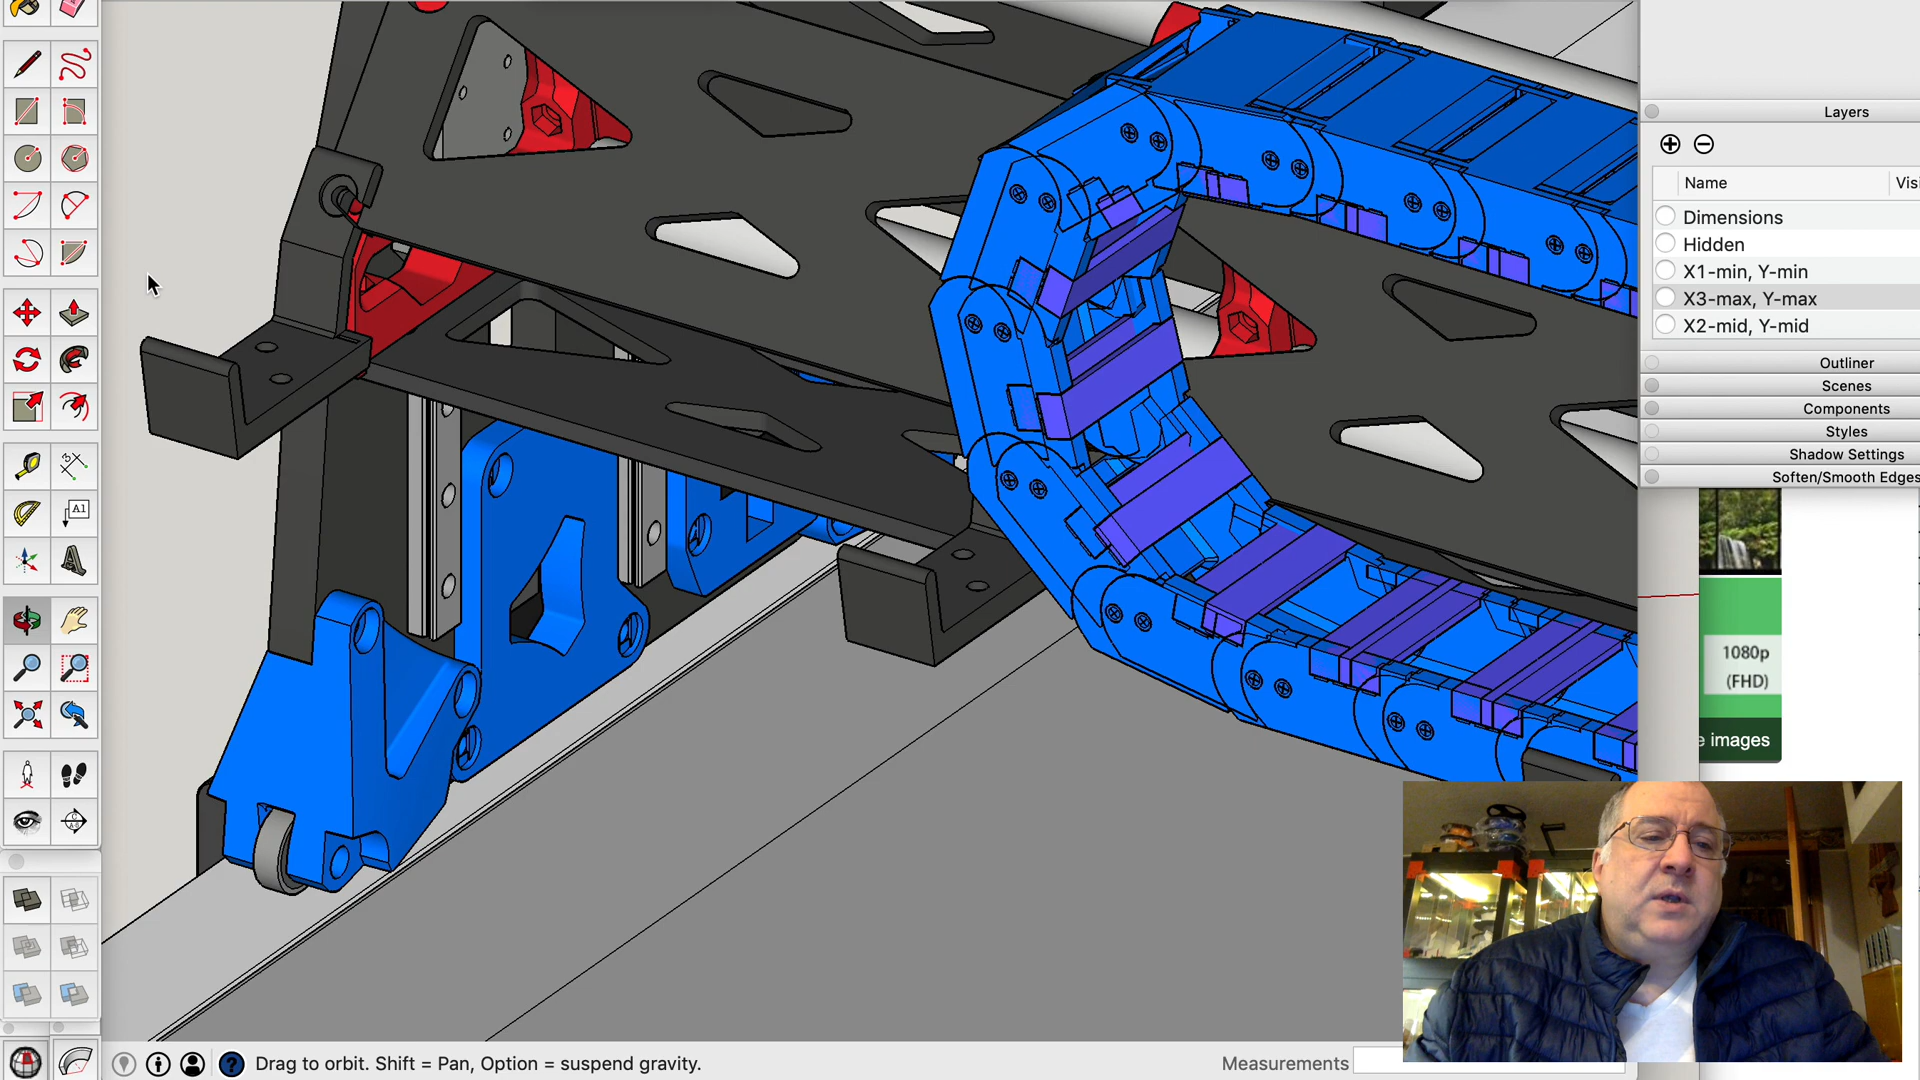 Layers
Name Visi
Dimensions
Hidden
X1-min, Y-min
X3-max, Y-max
X2-mid, Y-mid
Outliner
Scenes
Components
Styles
Shadow Settings
Soften/Smooth Edges
1080p
(FHD)
e images
A1
Drag to orbit. Shift = Pan, Option = suspend gravity.
Measurements